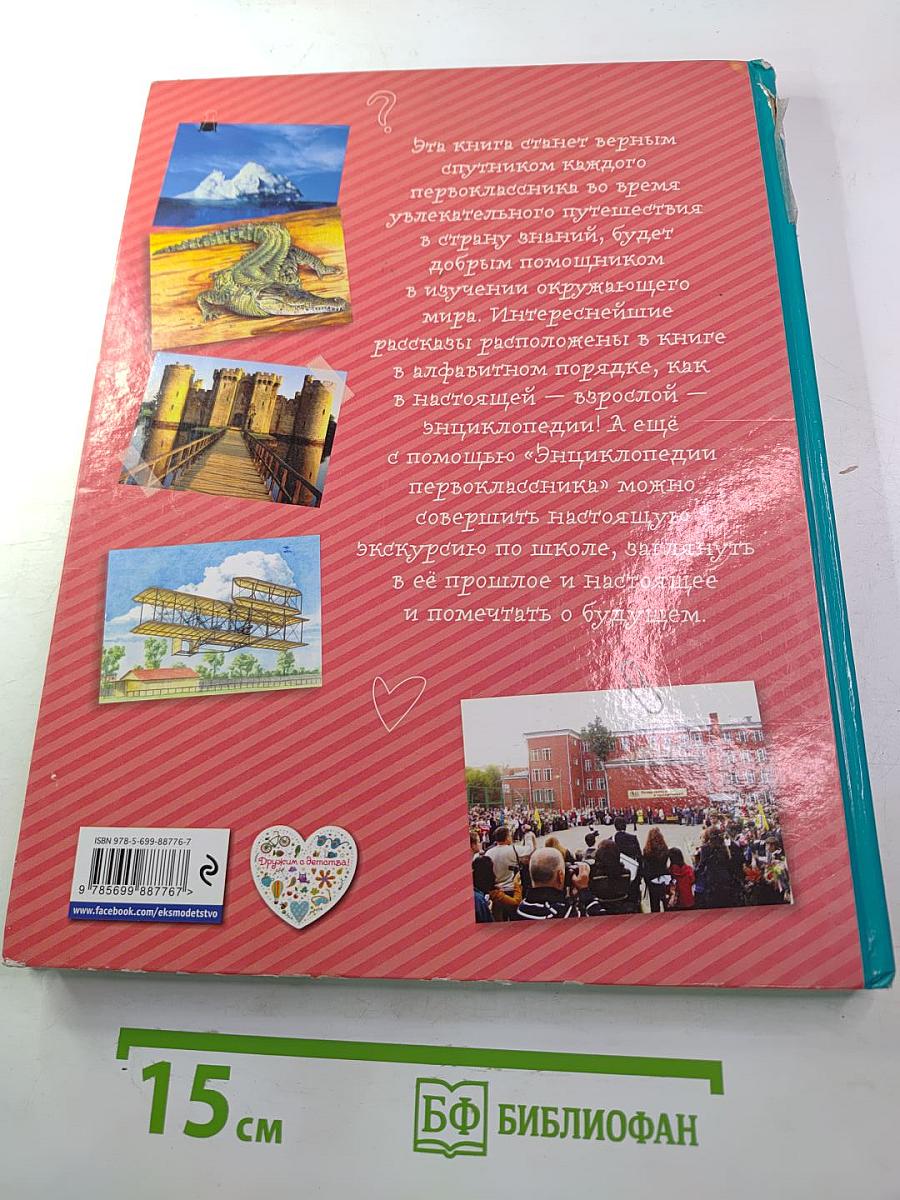 Эта книга станет верным
спутником каждого
первоклассника во время
увлекательного путешествия
в страну знаний, будет
добрым помощником
в изучении окружающего
мира. Интереснейшие
рассказы расположены в книге
в алфавитном порядке, как
в настоящей — взрослой —
энциклопедии! А ещё
с помощью «Энциклопедии
первоклассника» можно
совершить настоящую
экскурсию по школе, заглянуть
в её прошлое и настоящее
и помечтать о будущем.
ISBN 978-5-699-88776-7
9 785699 887767 >
www.facebook.com/eksmodetstvo
Дружим с детства!
15 см
БФ БИБЛИОФАН